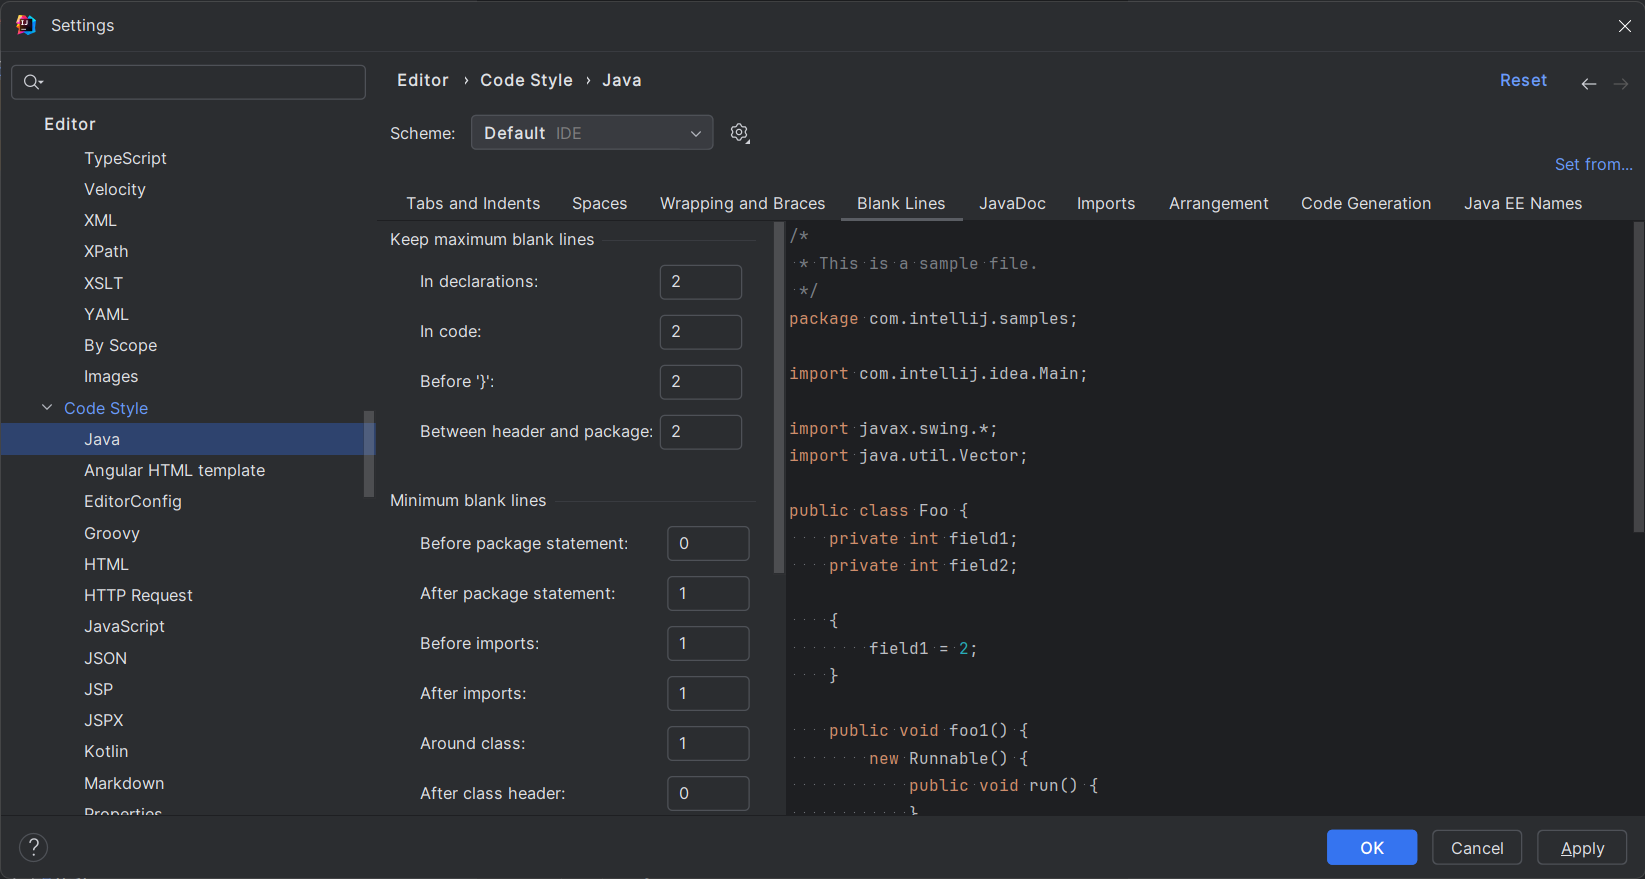 Settings
Editor
TypeScript
Velocity
XML
XPath
XSLT
YAML
By Scope
Images
Code Style
Java
Angular HTML template
EditorConfig
Groovy
HTML
HTTP Request
JavaScript
JSON
JSP
JSPX
Kotlin
Markdown
Properties
Editor › Code Style › Java
Reset
Scheme: Default IDE
Set from...
Tabs and Indents Spaces Wrapping and Braces Blank Lines JavaDoc Imports Arrangement Code Generation Java EE Names
Keep maximum blank lines
In declarations: 2
In code: 2
Before '}': 2
Between header and package: 2
Minimum blank lines
Before package statement: 0
After package statement: 1
Before imports: 1
After imports: 1
Around class: 1
After class header: 0
/*
 * This is a sample file.
 */
package com.intellij.samples;
import com.intellij.idea.Main;
import javax.swing.*;
import java.util.Vector;
public class Foo {
    private int field1;
    private int field2;
    {
        field1 = 2;
    }
    public void foo1() {
        new Runnable() {
            public void run() {
            }
?
OK Cancel Apply